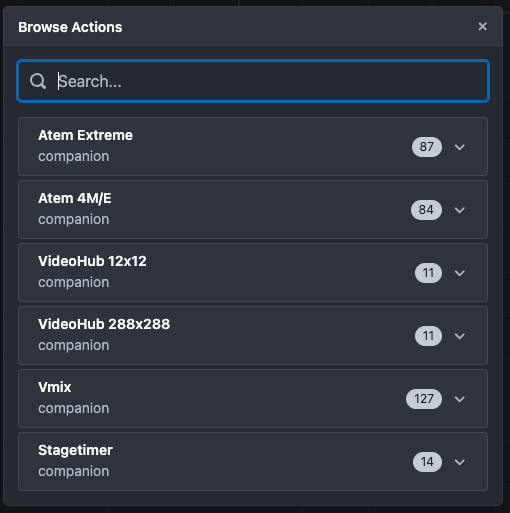 Browse Actions ×
Search...
Atem Extreme
companion
87
Atem 4M/E
companion
84
VideoHub 12x12
companion
11
VideoHub 288x288
companion
11
Vmix
companion
127
Stagetimer
companion
14